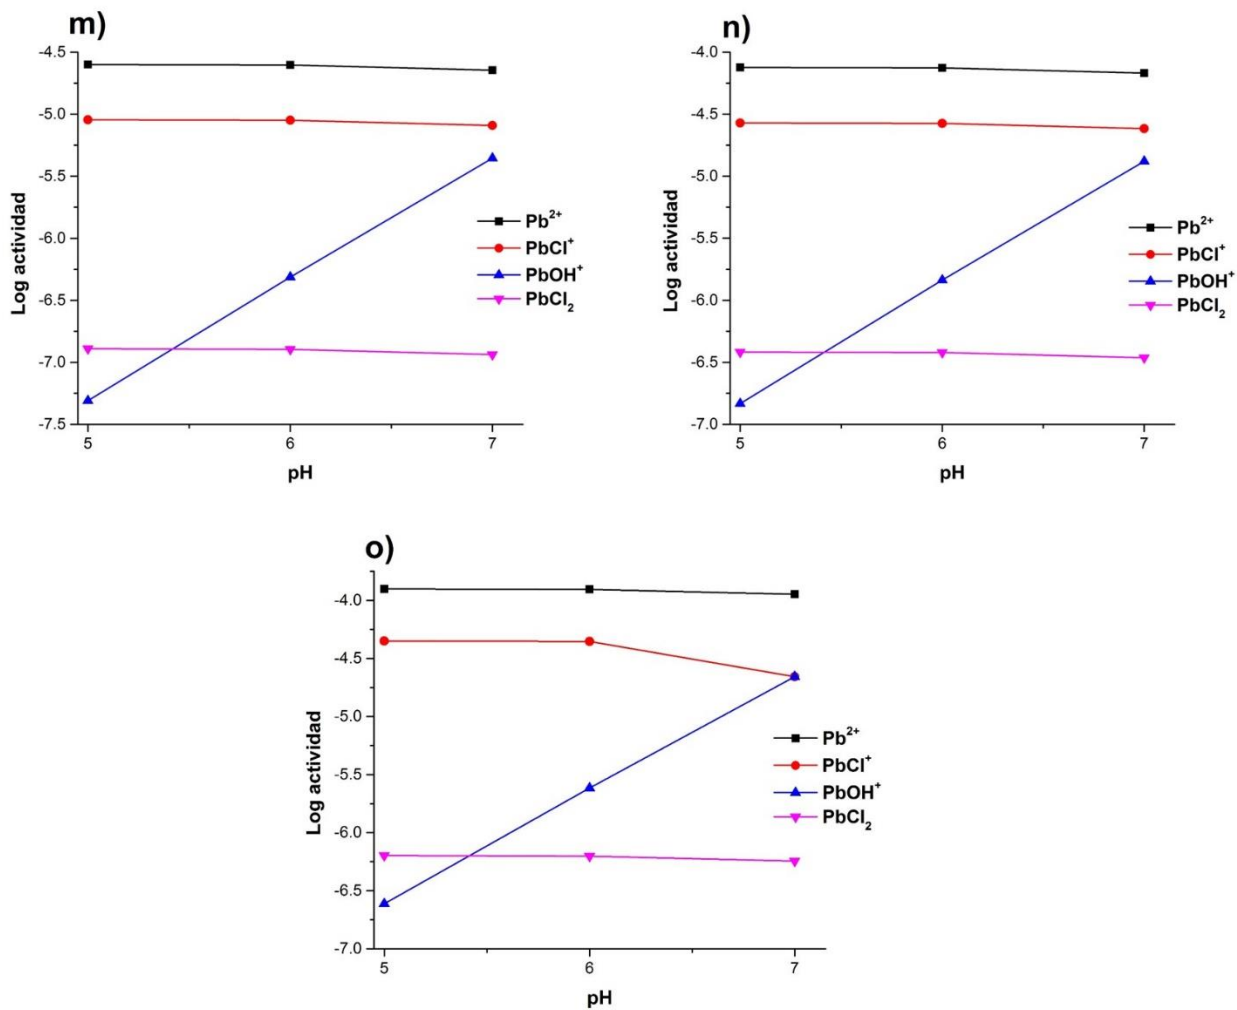 m)
-4.5
-5.0
-5.5
-6.0
-6.5
-7.0
-7.5
Log actividad
5 6 7
pH
Pb²⁺
PbCl⁺
PbOH⁺
PbCl₂
n)
-4.0
-4.5
-5.0
-5.5
-6.0
-6.5
-7.0
Log actividad
5 6 7
pH
Pb²⁺
PbCl⁺
PbOH⁺
PbCl₂
o)
-4.0
-4.5
-5.0
-5.5
-6.0
-6.5
-7.0
Log actividad
5 6 7
pH
Pb²⁺
PbCl⁺
PbOH⁺
PbCl₂